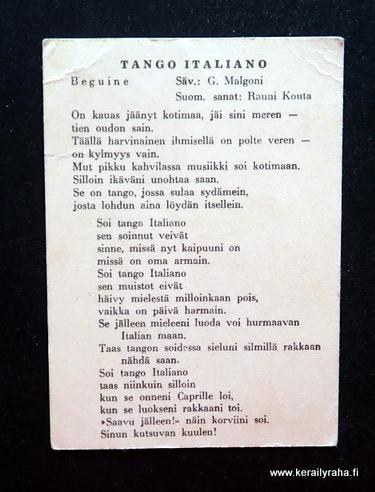 TANGO ITALIANO
Beguine Säv.: G. Malgoni
Suom. sanat: Rauni Kouta
On kauas jäänyt kotimaa, jäi sini meren —
tien oudon sain.
Täällä harvinainen ihmisellä on polte veren —
on kylmyys vain.
Mut pikku kahvilassa musiikki soi kotimaan.
Silloin ikäväni unohtaa saan.
Se on tango, jossa sulaa sydämein,
josta lohdun aina löydän itsellein.
Soi tango Italiano
sen soinnut veivät
sinne, missä nyt kaipuuni on
missä on oma armain.
Soi tango Italiano
sen muistot eivät
häivy mielestä milloinkaan pois,
vaikka on päivä harmain.
Se jälleen mieleeni luoda voi hurmaavan
Italian maan.
Taas tangon soidessa sieluni silmillä rakkaan
nähdä saan.
Soi tango Italiano
taas niinkuin silloin
kun se onneni Caprille loi,
kun se luokseni rakkaani toi.
»Saavu jälleen!» näin korviini soi.
Sinun kutsuvan kuulen!
www.kerailyraha.fi